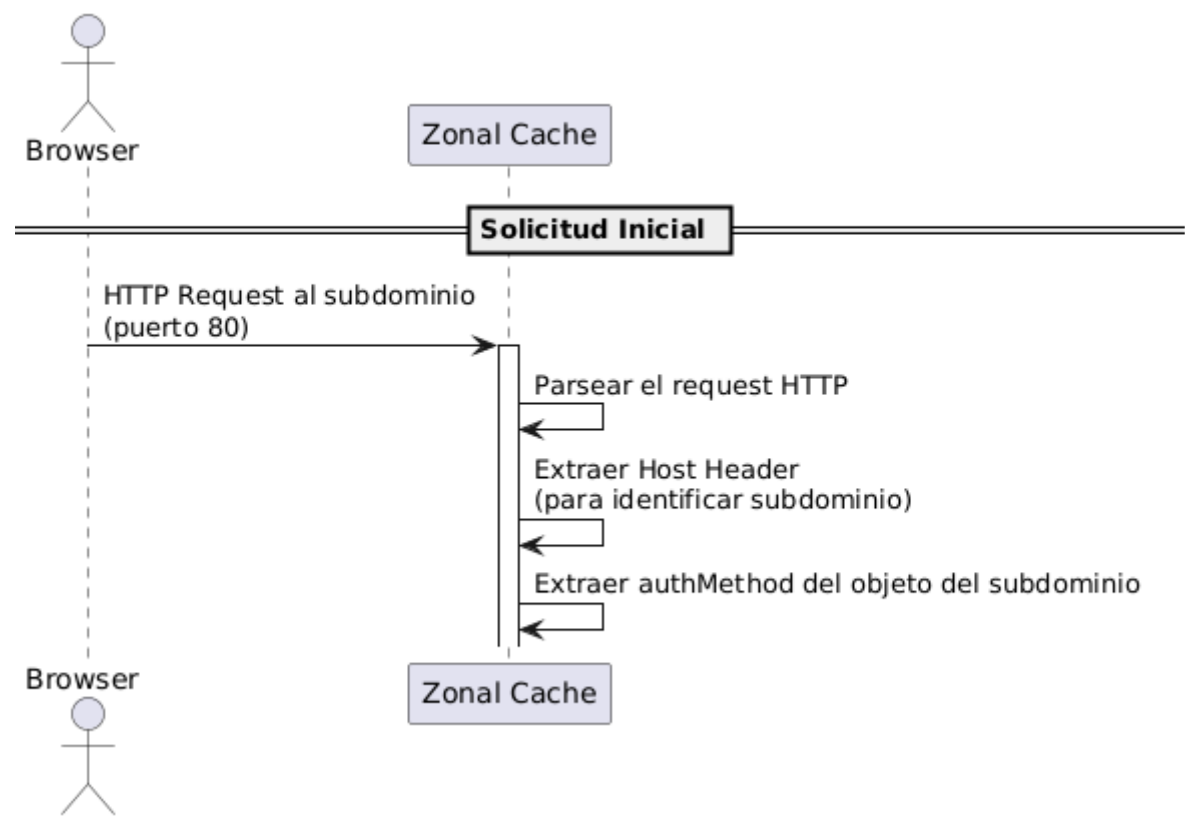 Browser
Zonal Cache
Solicitud Inicial
HTTP Request al subdominio
(puerto 80)
Parsear el request HTTP
Extraer Host Header
(para identificar subdominio)
Extraer authMethod del objeto del subdominio
Browser
Zonal Cache